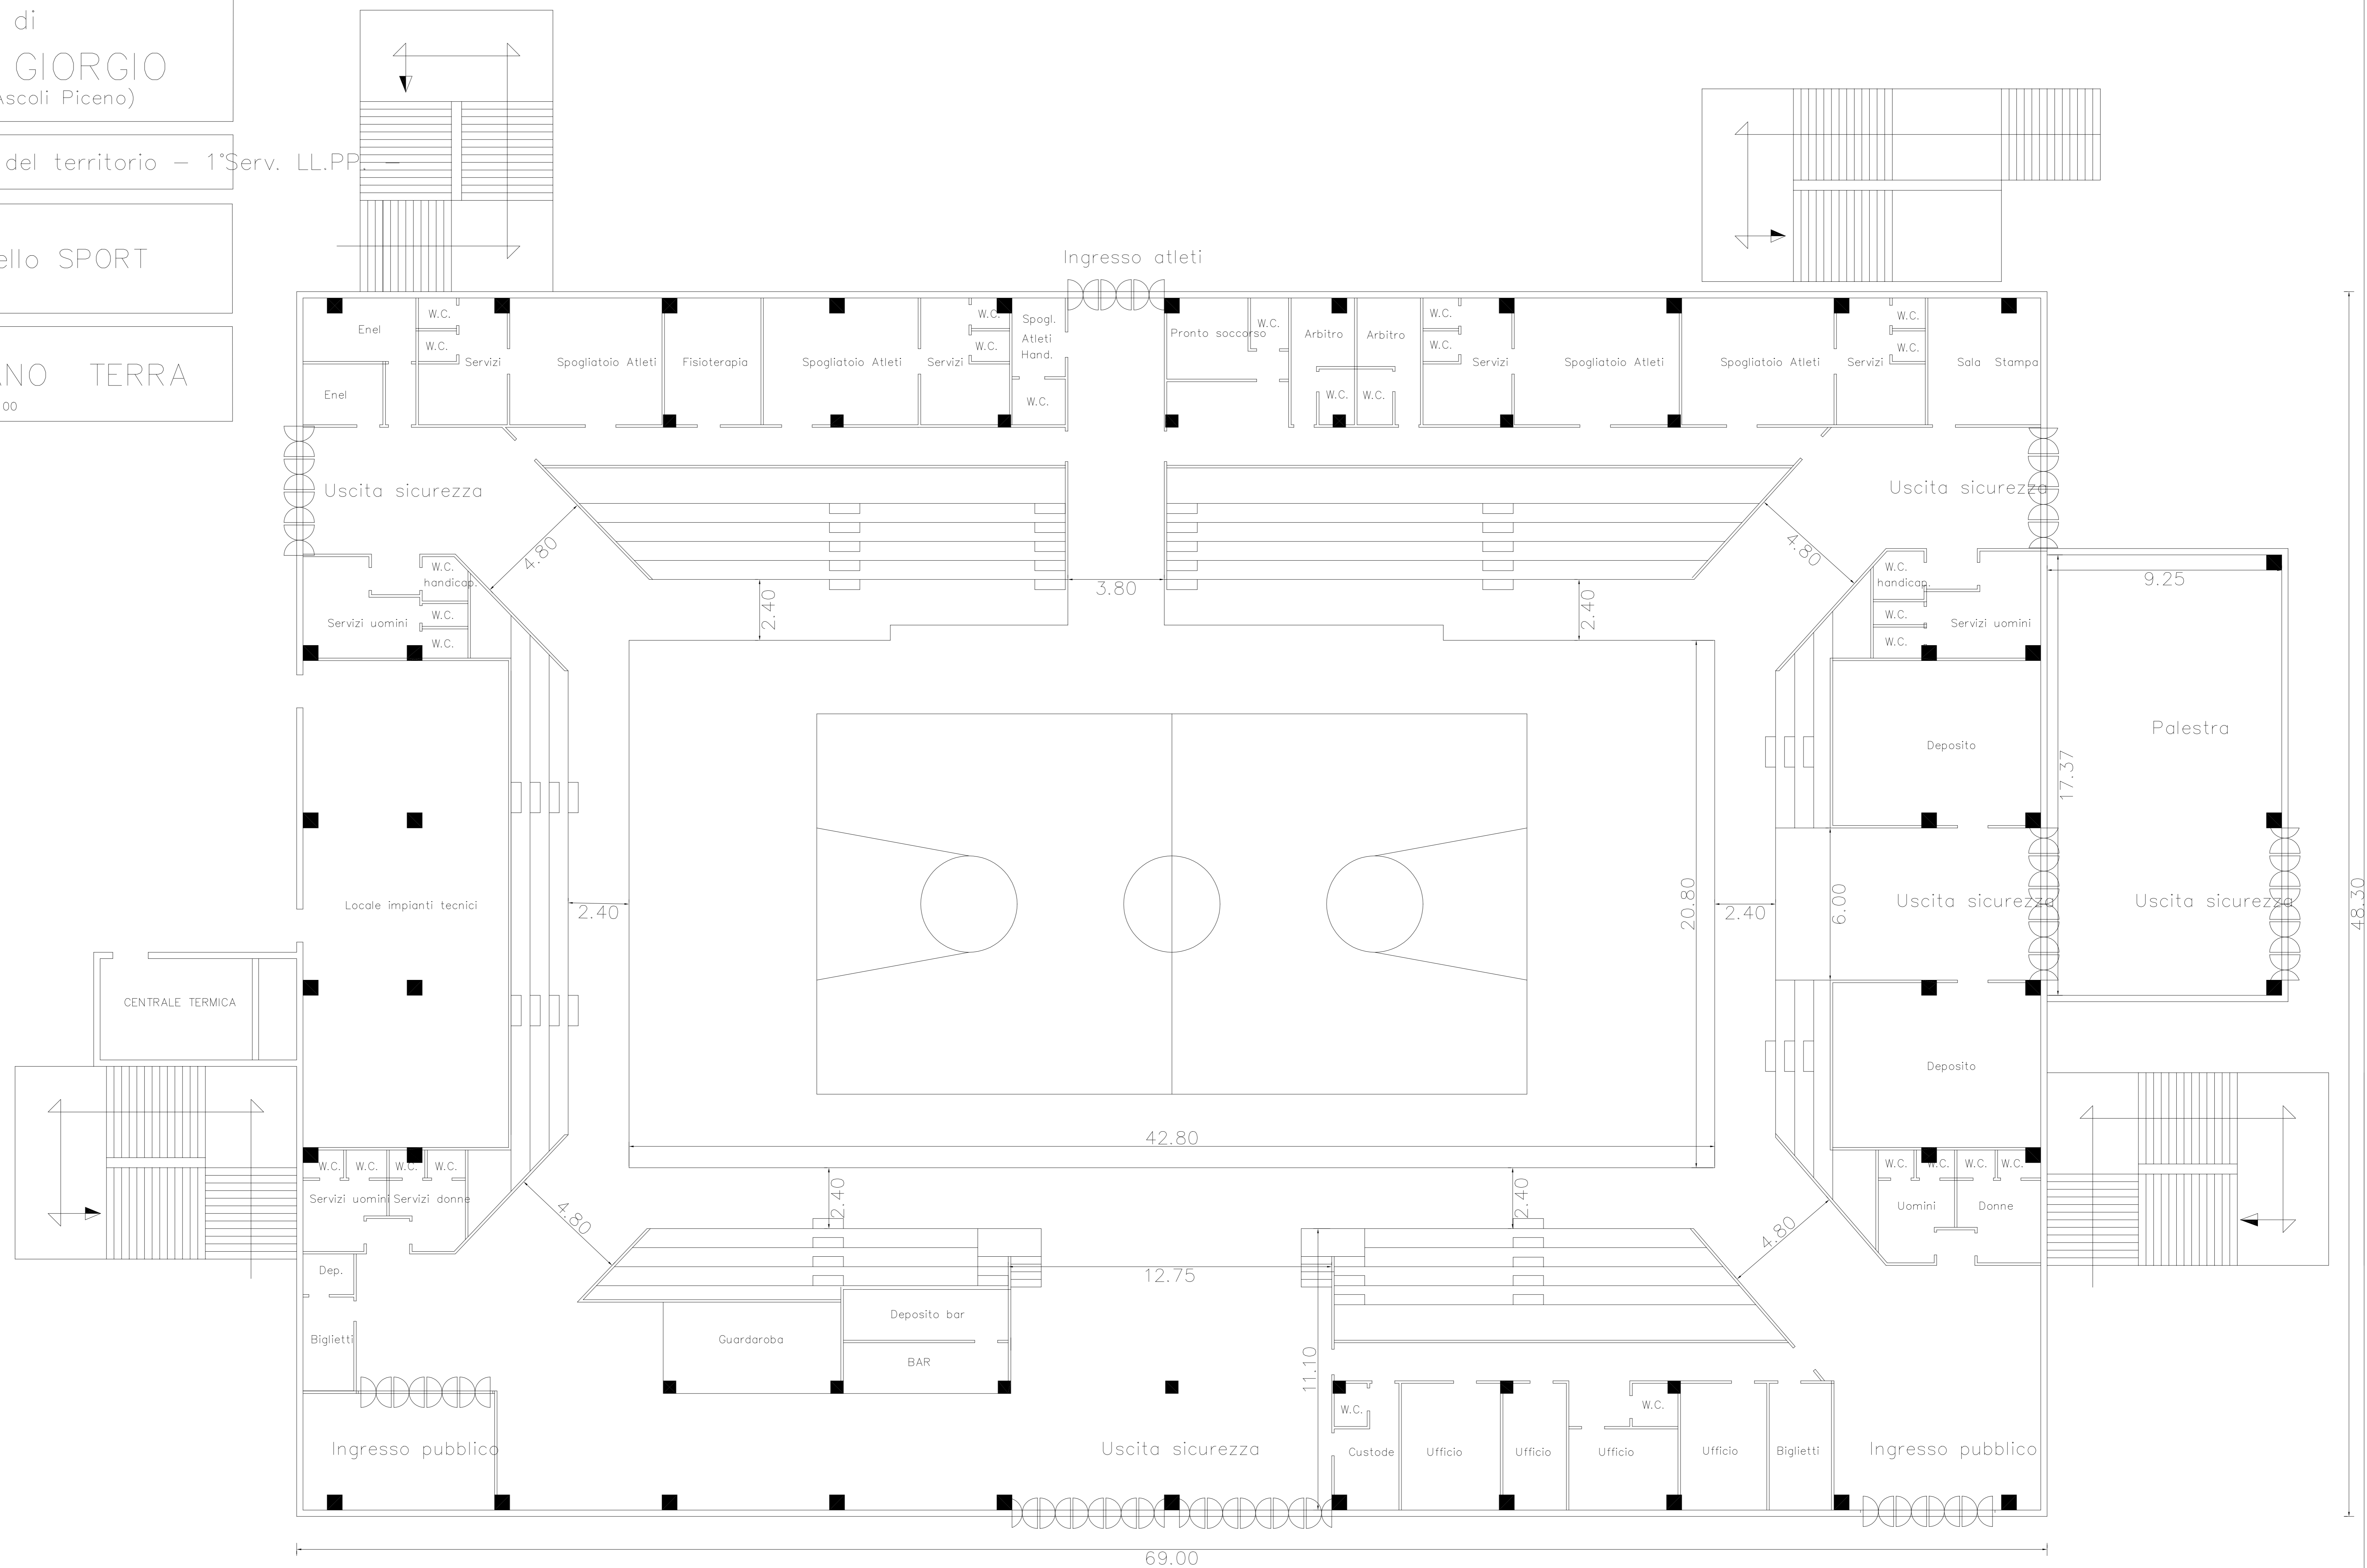 di
GIORGIO
Ascoli Piceno)
del territorio – 1°Serv. LL.PP. –
ello SPORT
ANO TERRA
00
Ingresso atleti
Enel
W.C.
W.C.
Servizi
Spogliatoio Atleti
Fisioterapia
Spogliatoio Atleti
Servizi
W.C.
W.C.
Spogl.
Atleti
Hand.
W.C.
Pronto soccorso
W.C.
Arbitro
Arbitro
W.C.
W.C.
W.C.
W.C.
Servizi
Spogliatoio Atleti
Spogliatoio Atleti
Servizi
W.C.
W.C.
Sala Stampa
Enel
Uscita sicurezza
Uscita sicurezza
4.80
4.80
3.80
2.40
2.40
W.C.
handicap.
W.C.
W.C.
Servizi uomini
W.C.
handicap.
W.C.
W.C.
Servizi uomini
9.25
Palestra
17.37
Deposito
Locale impianti tecnici
2.40
20.80
2.40
6.00
Uscita sicurezza
Uscita sicurezza
48.30
CENTRALE TERMICA
Deposito
42.80
W.C.
W.C.
W.C.
W.C.
Servizi uomini
Servizi donne
4.80
2.40
2.40
4.80
W.C.
W.C.
W.C.
W.C.
Uomini
Donne
Dep.
12.75
Biglietti
Guardaroba
Deposito bar
BAR
11.10
W.C.
W.C.
Ingresso pubblico
Uscita sicurezza
Custode
Ufficio
Ufficio
Ufficio
Ufficio
Biglietti
Ingresso pubblico
69.00